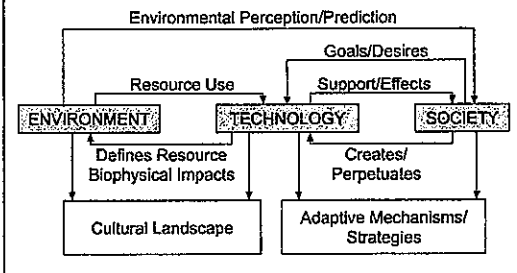 Environmental Perception/Prediction
Goals/Desires
Resource Use
Support/Effects
ENVIRONMENT
TECHNOLOGY
SOCIETY
Defines Resource
Biophysical Impacts
Creates/
Perpetuates
Cultural Landscape
Adaptive Mechanisms/
Strategies